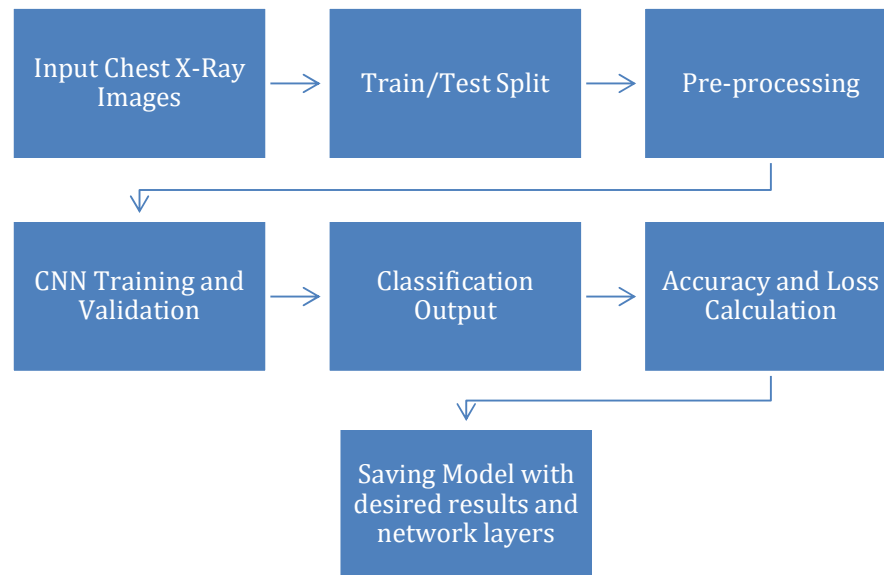 Input Chest X-Ray
Images
Train/Test Split
Pre-processing
CNN Training and
Validation
Classification
Output
Accuracy and Loss
Calculation
Saving Model with
desired results and
network layers